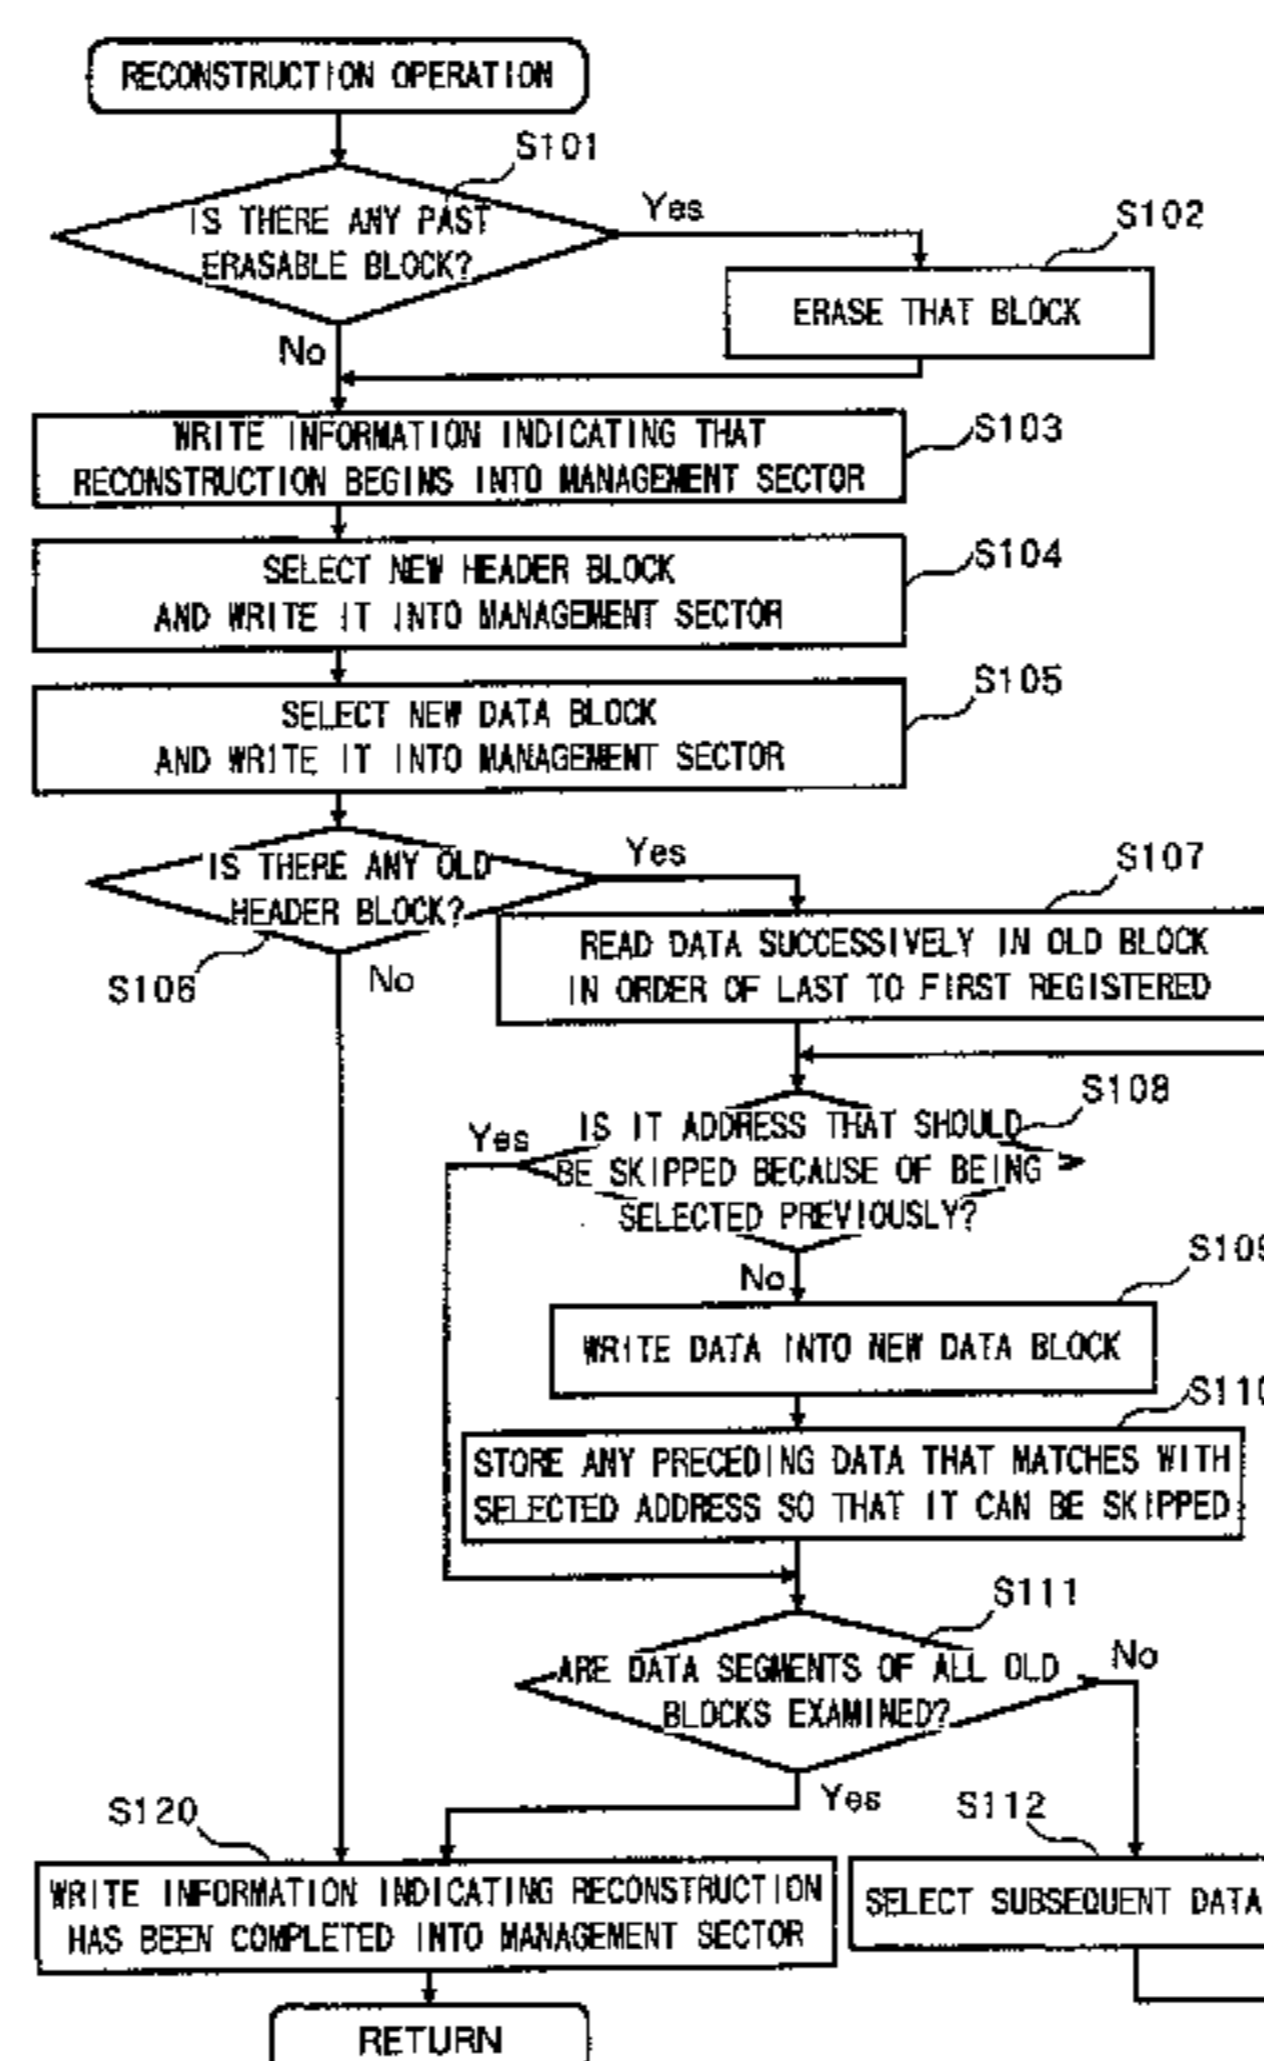 RECONSTRUCTION OPERATION
S101
IS THERE ANY PAST
ERASABLE BLOCK?
Yes
S102
ERASE THAT BLOCK
No
WRITE INFORMATION INDICATING THAT
RECONSTRUCTION BEGINS INTO MANAGEMENT SECTOR
S103
SELECT NEW HEADER BLOCK
AND WRITE IT INTO MANAGEMENT SECTOR
S104
SELECT NEW DATA BLOCK
AND WRITE IT INTO MANAGEMENT SECTOR
S105
IS THERE ANY OLD
HEADER BLOCK?
Yes
S106
No
S107
READ DATA SUCCESSIVELY IN OLD BLOCK
IN ORDER OF LAST TO FIRST REGISTERED
S108
IS IT ADDRESS THAT SHOULD
BE SKIPPED BECAUSE OF BEING
SELECTED PREVIOUSLY?
Yes
No
S109
WRITE DATA INTO NEW DATA BLOCK
S110
STORE ANY PRECEDING DATA THAT MATCHES WITH
SELECTED ADDRESS SO THAT IT CAN BE SKIPPED
S111
ARE DATA SEGMENTS OF ALL OLD
BLOCKS EXAMINED?
No
Yes
S112
SELECT SUBSEQUENT DATA
S120
WRITE INFORMATION INDICATING RECONSTRUCTION
HAS BEEN COMPLETED INTO MANAGEMENT SECTOR
RETURN